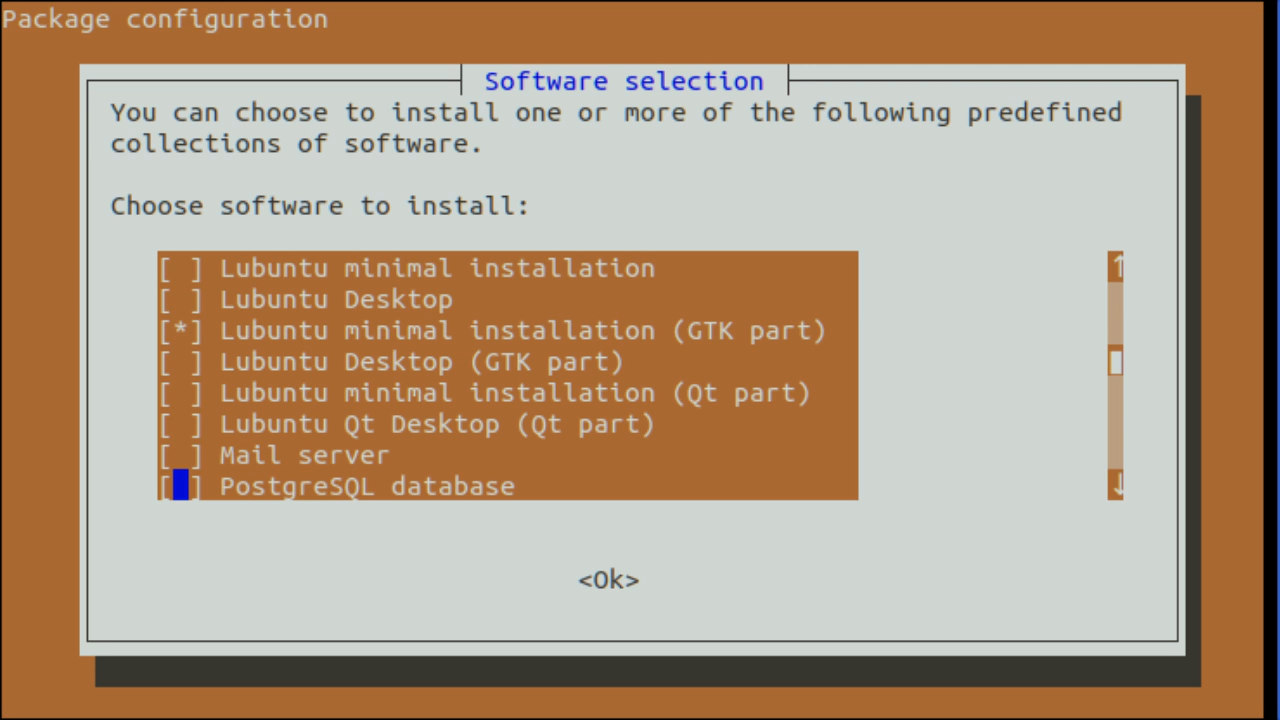 Package configuration
Software selection
You can choose to install one or more of the following predefined
collections of software.
Choose software to install:
[ ] Lubuntu minimal installation
[ ] Lubuntu Desktop
[*] Lubuntu minimal installation (GTK part)
[ ] Lubuntu Desktop (GTK part)
[ ] Lubuntu minimal installation (Qt part)
[ ] Lubuntu Qt Desktop (Qt part)
[ ] Mail server
[ ] PostgreSQL database
<Ok>